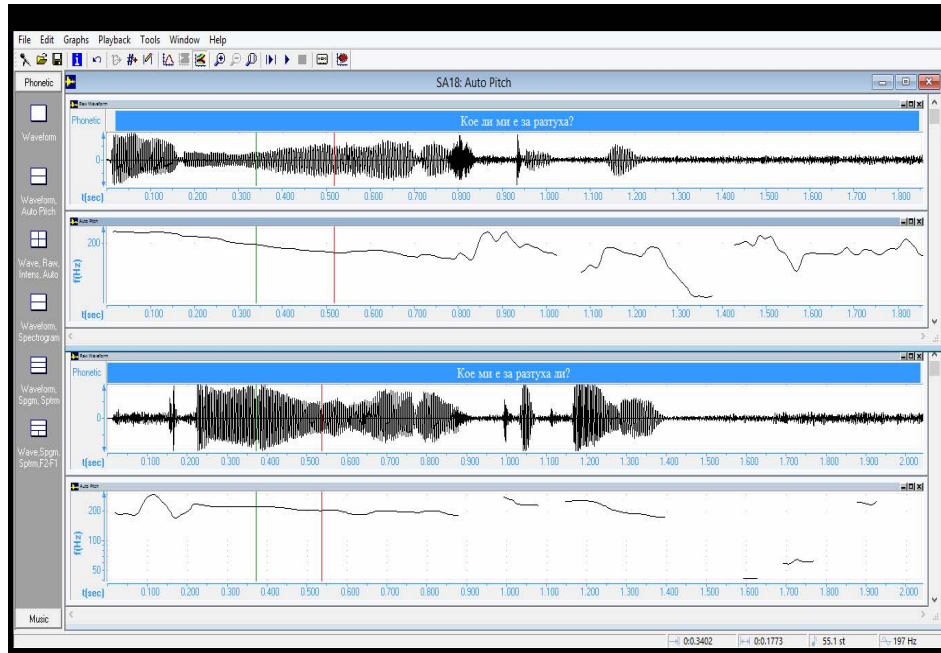 File Edit Graphs Playback Tools Window Help
Phonetic
SA18: Auto Pitch
Waveform
Waveform, Auto Pitch
Wave, Raw, Intens, Auto
Waveform, Spectrogram
Waveform, Spgm, Sptrm
Wave,Spgm, Sptrm,F2-F1
Music
Raw Waveform
Phonetic
Кое ли ми е за разтуха?
0
t(sec) 0.100 0.200 0.300 0.400 0.500 0.600 0.700 0.800 0.900 1.000 1.100 1.200 1.300 1.400 1.500 1.600 1.700 1.800
Auto Pitch
200
f(Hz)
t(sec) 0.100 0.200 0.300 0.400 0.500 0.600 0.700 0.800 0.900 1.000 1.100 1.200 1.300 1.400 1.500 1.600 1.700 1.800
Raw Waveform
Phonetic
Кое ми е за разтуха ли?
0
t(sec) 0.100 0.200 0.300 0.400 0.500 0.600 0.700 0.800 0.900 1.000 1.100 1.200 1.300 1.400 1.500 1.600 1.700 1.800 1.900 2.000
Auto Pitch
200
100
f(Hz)
50
t(sec) 0.100 0.200 0.300 0.400 0.500 0.600 0.700 0.800 0.900 1.000 1.100 1.200 1.300 1.400 1.500 1.600 1.700 1.800 1.900 2.000
0:0.3402 0:0.1773 55.1 st 197 Hz